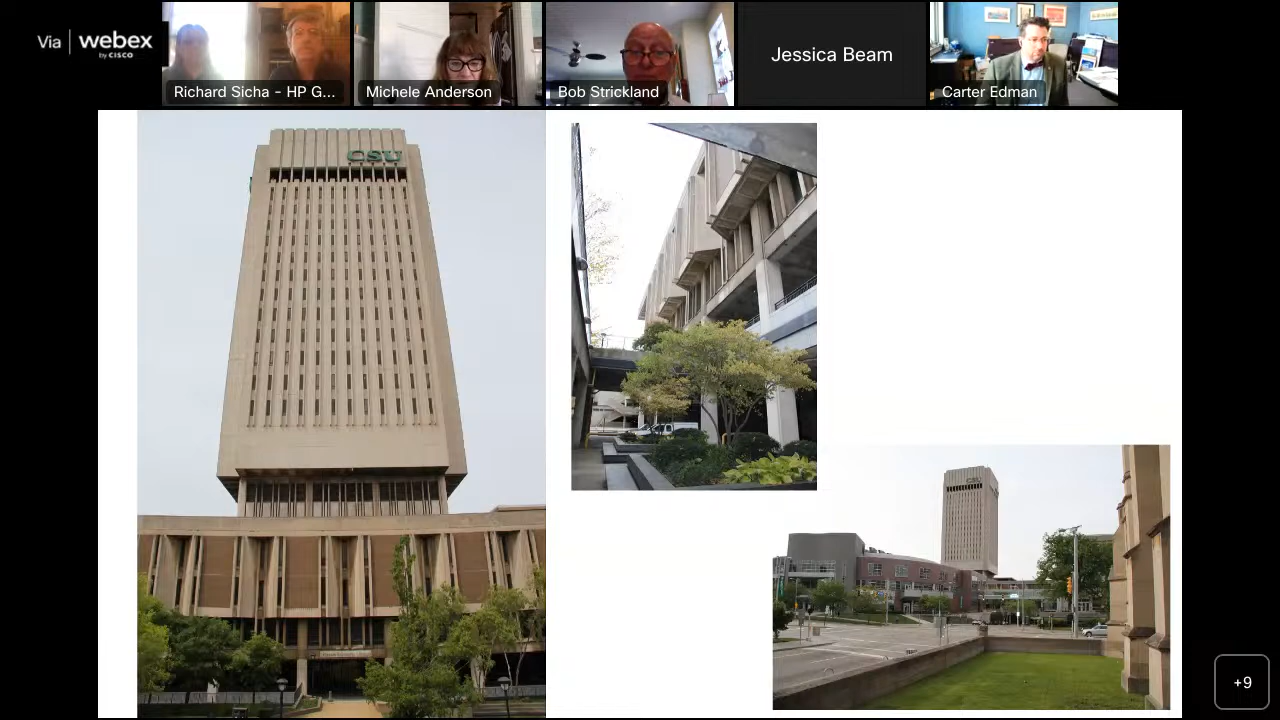 Via webex
by CISCO
Richard Sicha - HP G...
Michele Anderson
Bob Strickland
Jessica Beam
Carter Edman
CSU
CSU
+9